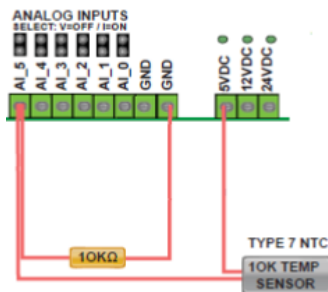 ANALOG INPUTS
SELECT: V=OFF / I=ON
AI_5
AI_4
AI_3
AI_2
AI_1
AI_0
GND
GND
5VDC
12VDC
24VDC
10KΩ
TYPE 7 NTC
10K TEMP
SENSOR